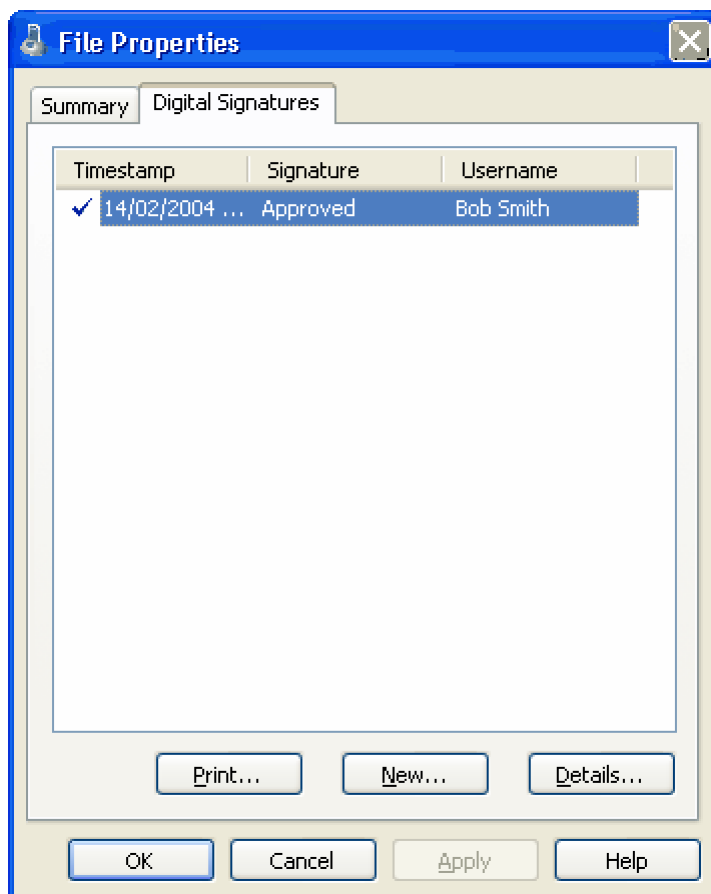 File Properties
Summary Digital Signatures
Timestamp Signature Username
14/02/2004 ... Approved Bob Smith
Print... New... Details...
OK Cancel Apply Help